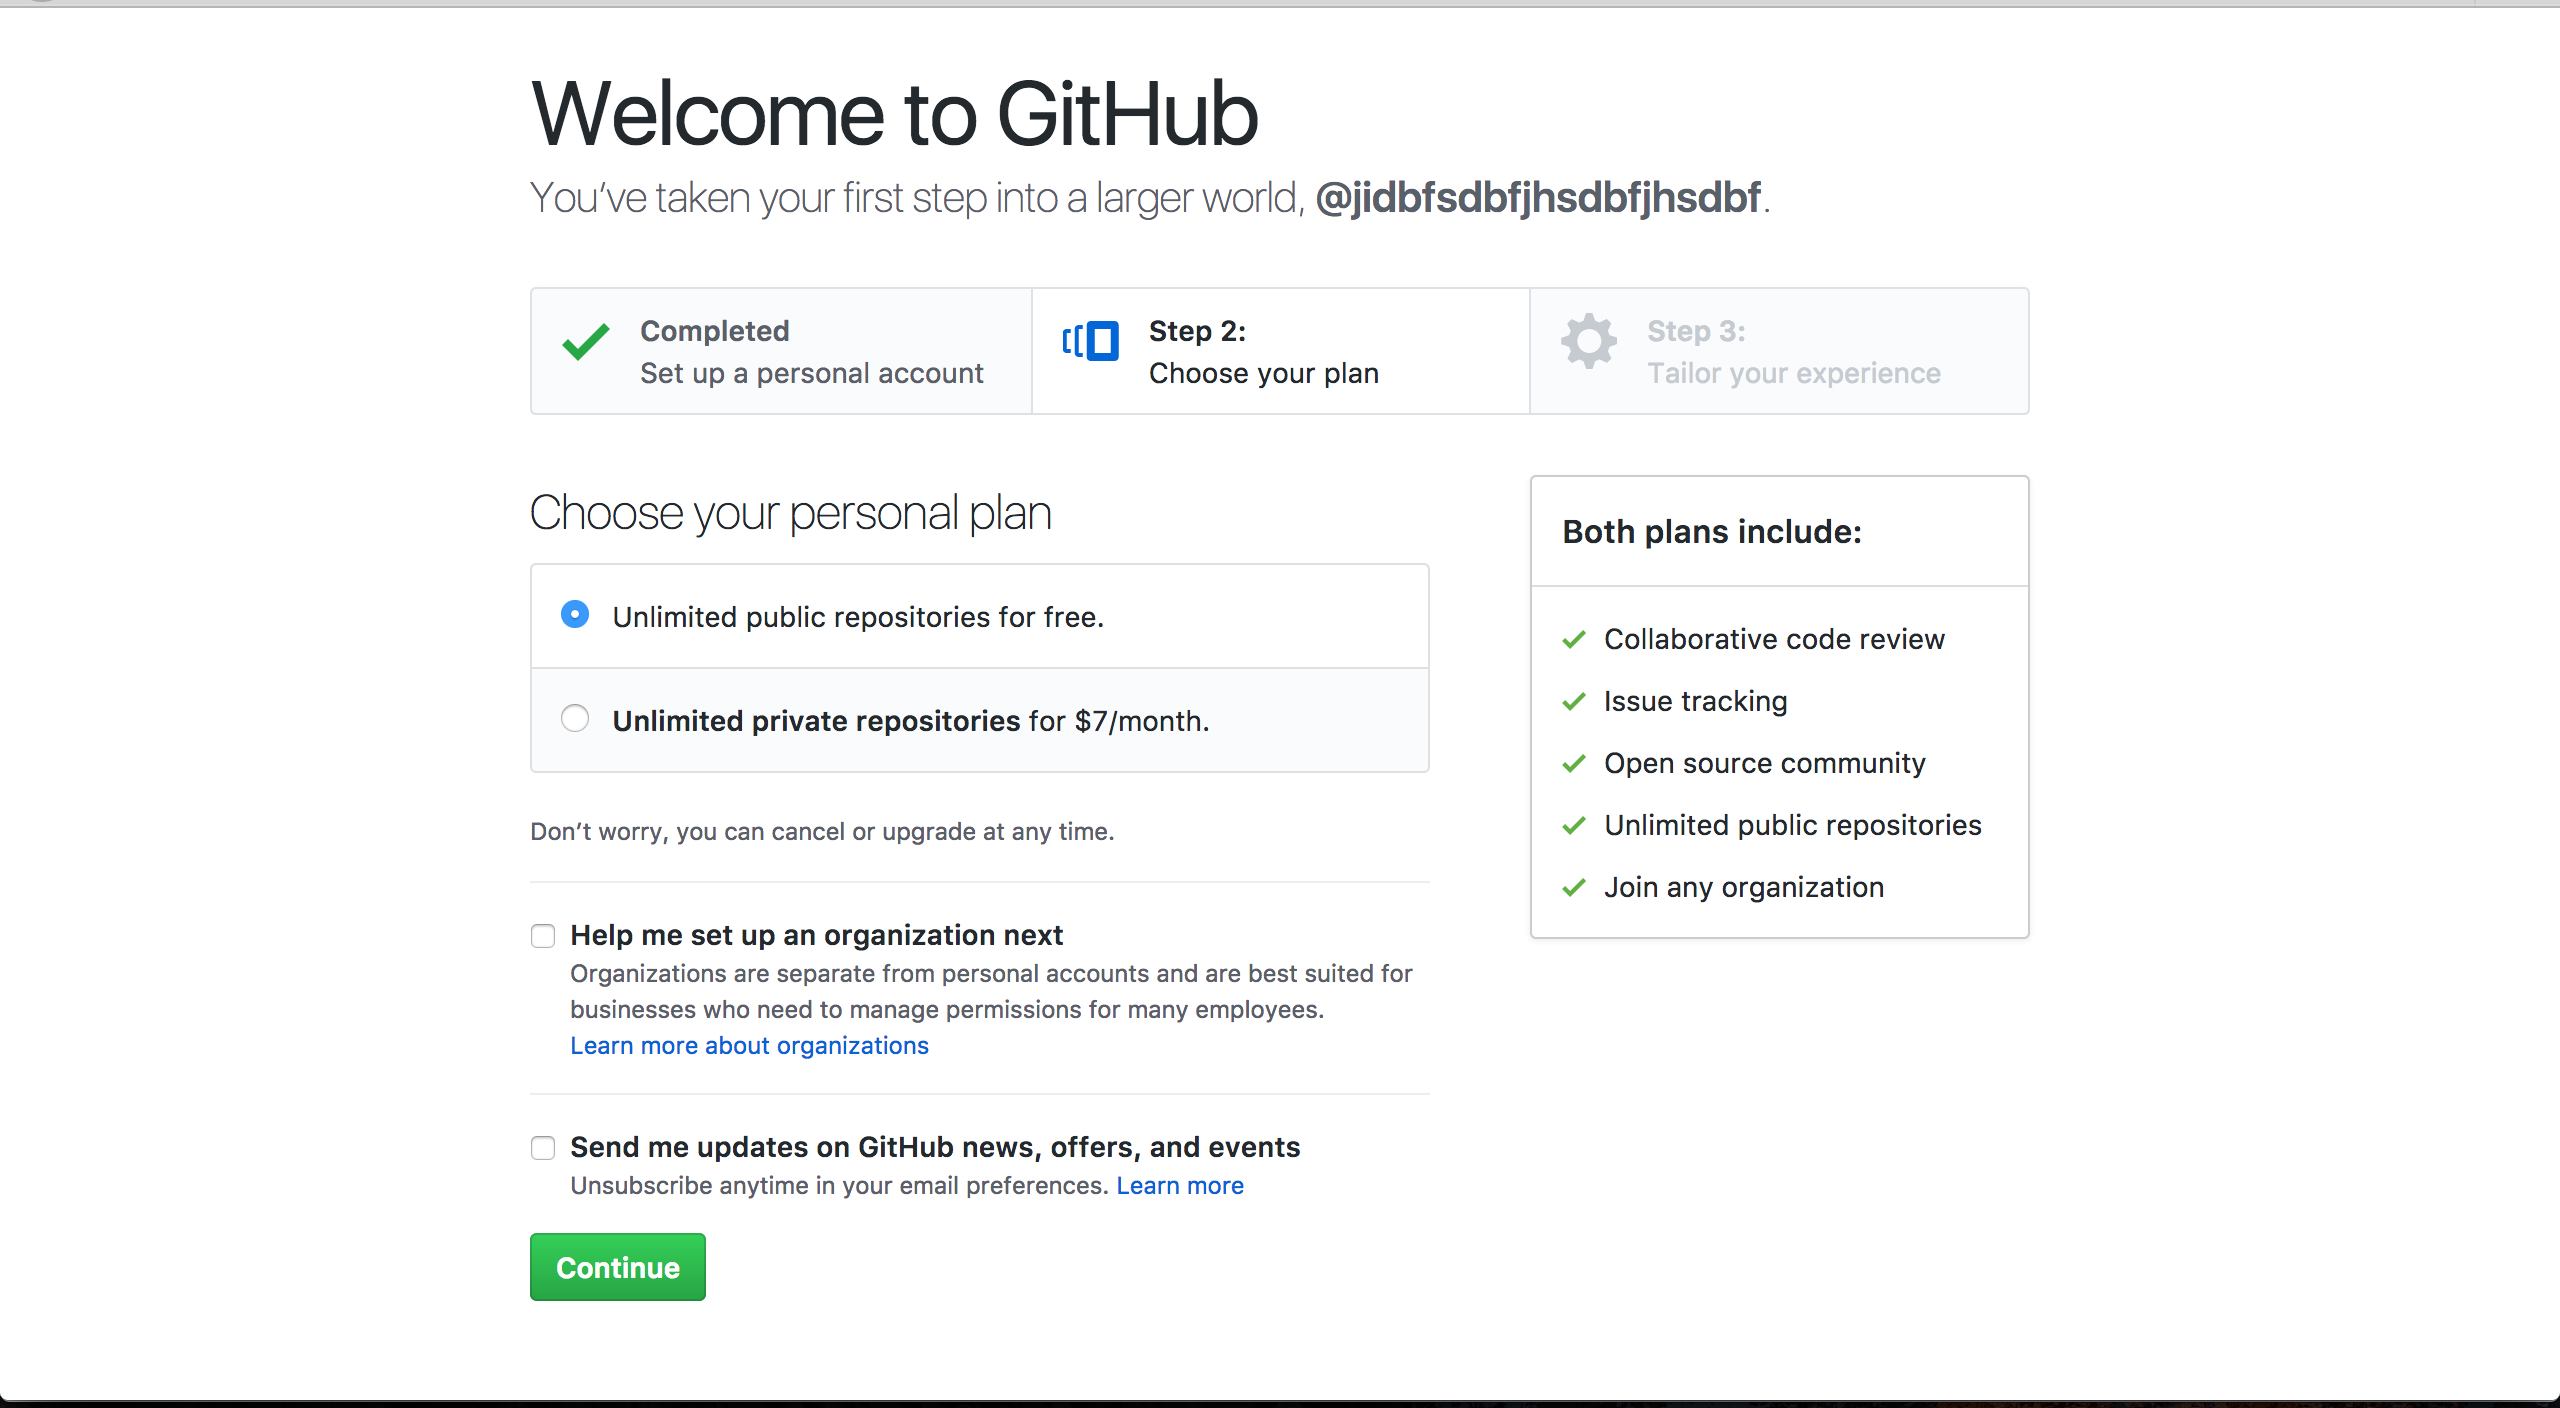 Welcome to GitHub
You’ve taken your first step into a larger world, @jidbfsdbfjhsdbfjhsdbf.
Completed
Set up a personal account
Step 2:
Choose your plan
Step 3:
Tailor your experience
Choose your personal plan
Unlimited public repositories for free.
Unlimited private repositories for $7/month.
Don’t worry, you can cancel or upgrade at any time.
Help me set up an organization next
Organizations are separate from personal accounts and are best suited for
businesses who need to manage permissions for many employees.
Learn more about organizations
Send me updates on GitHub news, offers, and events
Unsubscribe anytime in your email preferences. Learn more
Continue
Both plans include:
Collaborative code review
Issue tracking
Open source community
Unlimited public repositories
Join any organization